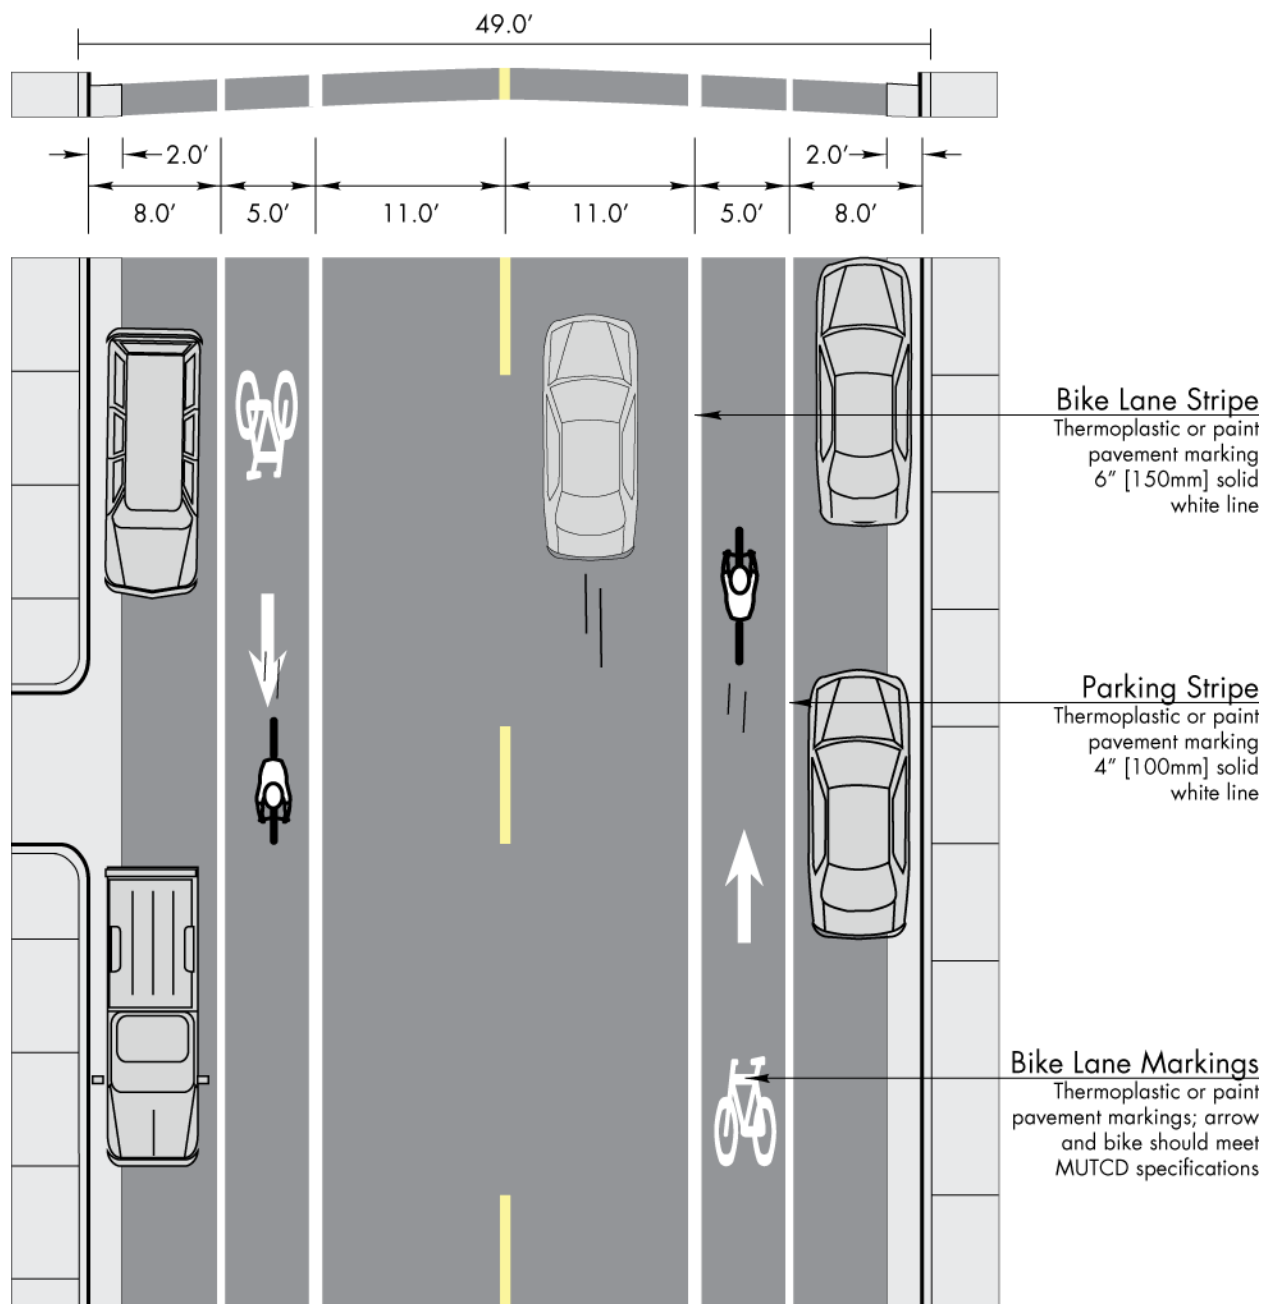 49.0’
2.0’ 2.0’
8.0’ 5.0’ 11.0’ 11.0’ 5.0’ 8.0’
Bike Lane Stripe
Thermoplastic or paint
pavement marking
6” [150mm] solid
white line
Parking Stripe
Thermoplastic or paint
pavement marking
4” [100mm] solid
white line
Bike Lane Markings
Thermoplastic or paint
pavement markings; arrow
and bike should meet
MUTCD specifications